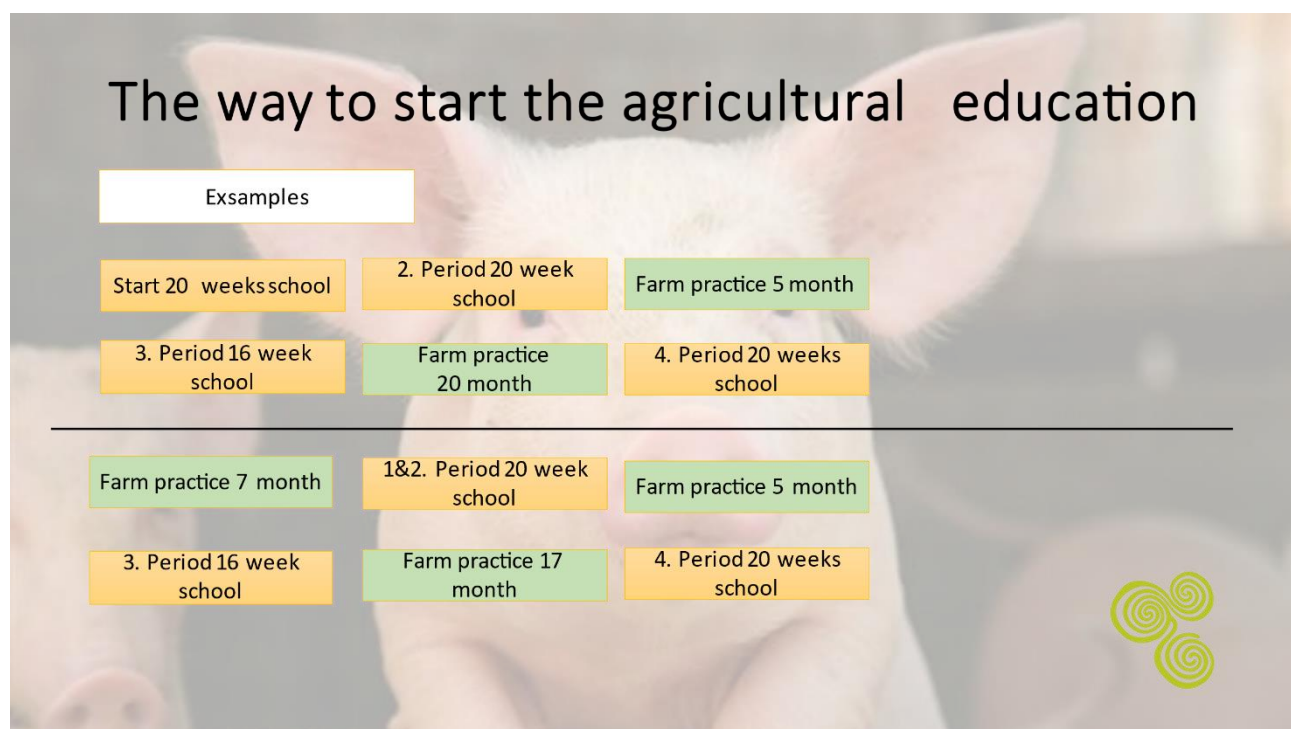 The way to start the agricultural education
Exsamples
Start 20 weeks school
2. Period 20 week
school
Farm practice 5 month
3. Period 16 week
school
Farm practice
20 month
4. Period 20 weeks
school
Farm practice 7 month
1&2. Period 20 week
school
Farm practice 5 month
3. Period 16 week
school
Farm practice 17
month
4. Period 20 weeks
school